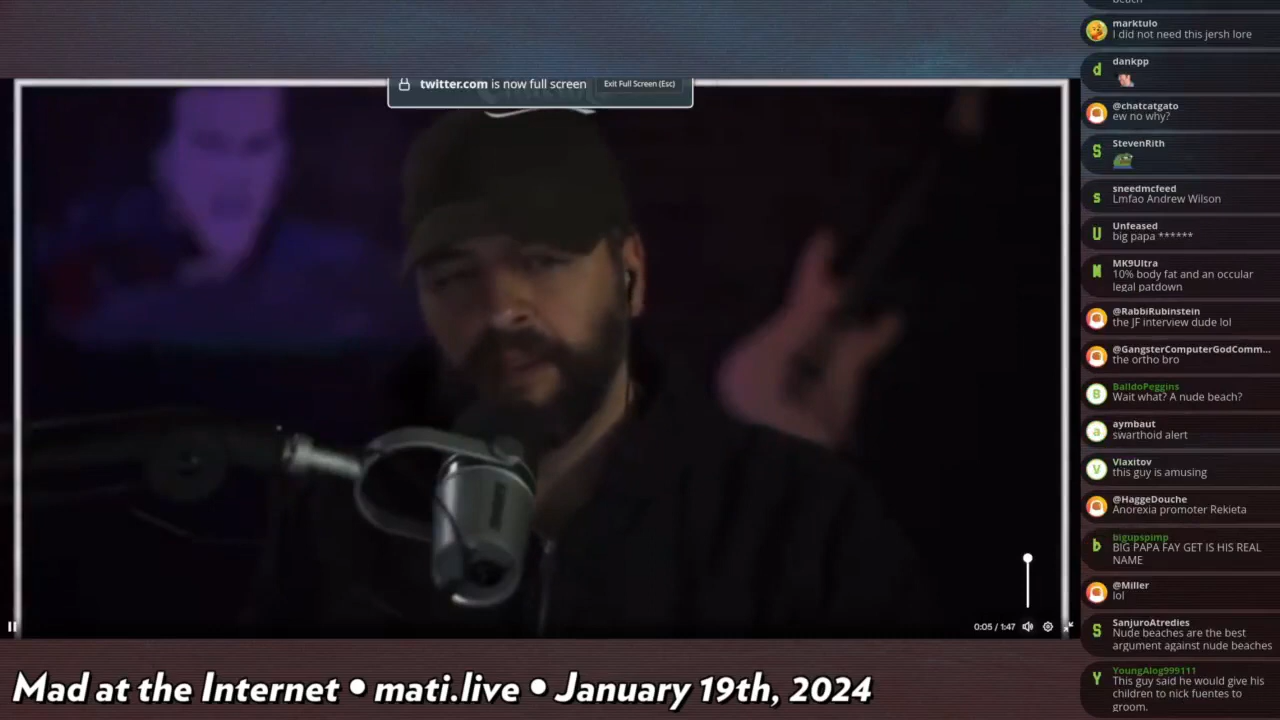 beach
marktulo
I did not need this jersh lore
d
dankpp
@chatcatgato
ew no why?
S
StevenRith
s
sneedmcfeed
Lmfao Andrew Wilson
U
Unfeased
big papa ******
M
MK9Ultra
10% body fat and an occular
legal patdown
@RabbiRubinstein
the JF interview dude lol
@GangsterComputerGodComm...
the ortho bro
B
BalldoPeggins
Wait what? A nude beach?
a
aymbaut
swarthoid alert
V
Vlaxitov
this guy is amusing
@HaggeDouche
Anorexia promoter Rekieta
b
bigupspimp
BIG PAPA FAY GET IS HIS REAL
NAME
@Miller
lol
S
SanjuroAtredies
Nude beaches are the best
argument against nude beaches
Y
YoungAlog999111
This guy said he would give his
children to nick fuentes to
groom.
twitter.com is now full screen
Exit Full Screen (Esc)
0:05 / 1:47
Mad at the Internet • mati.live • January 19th, 2024